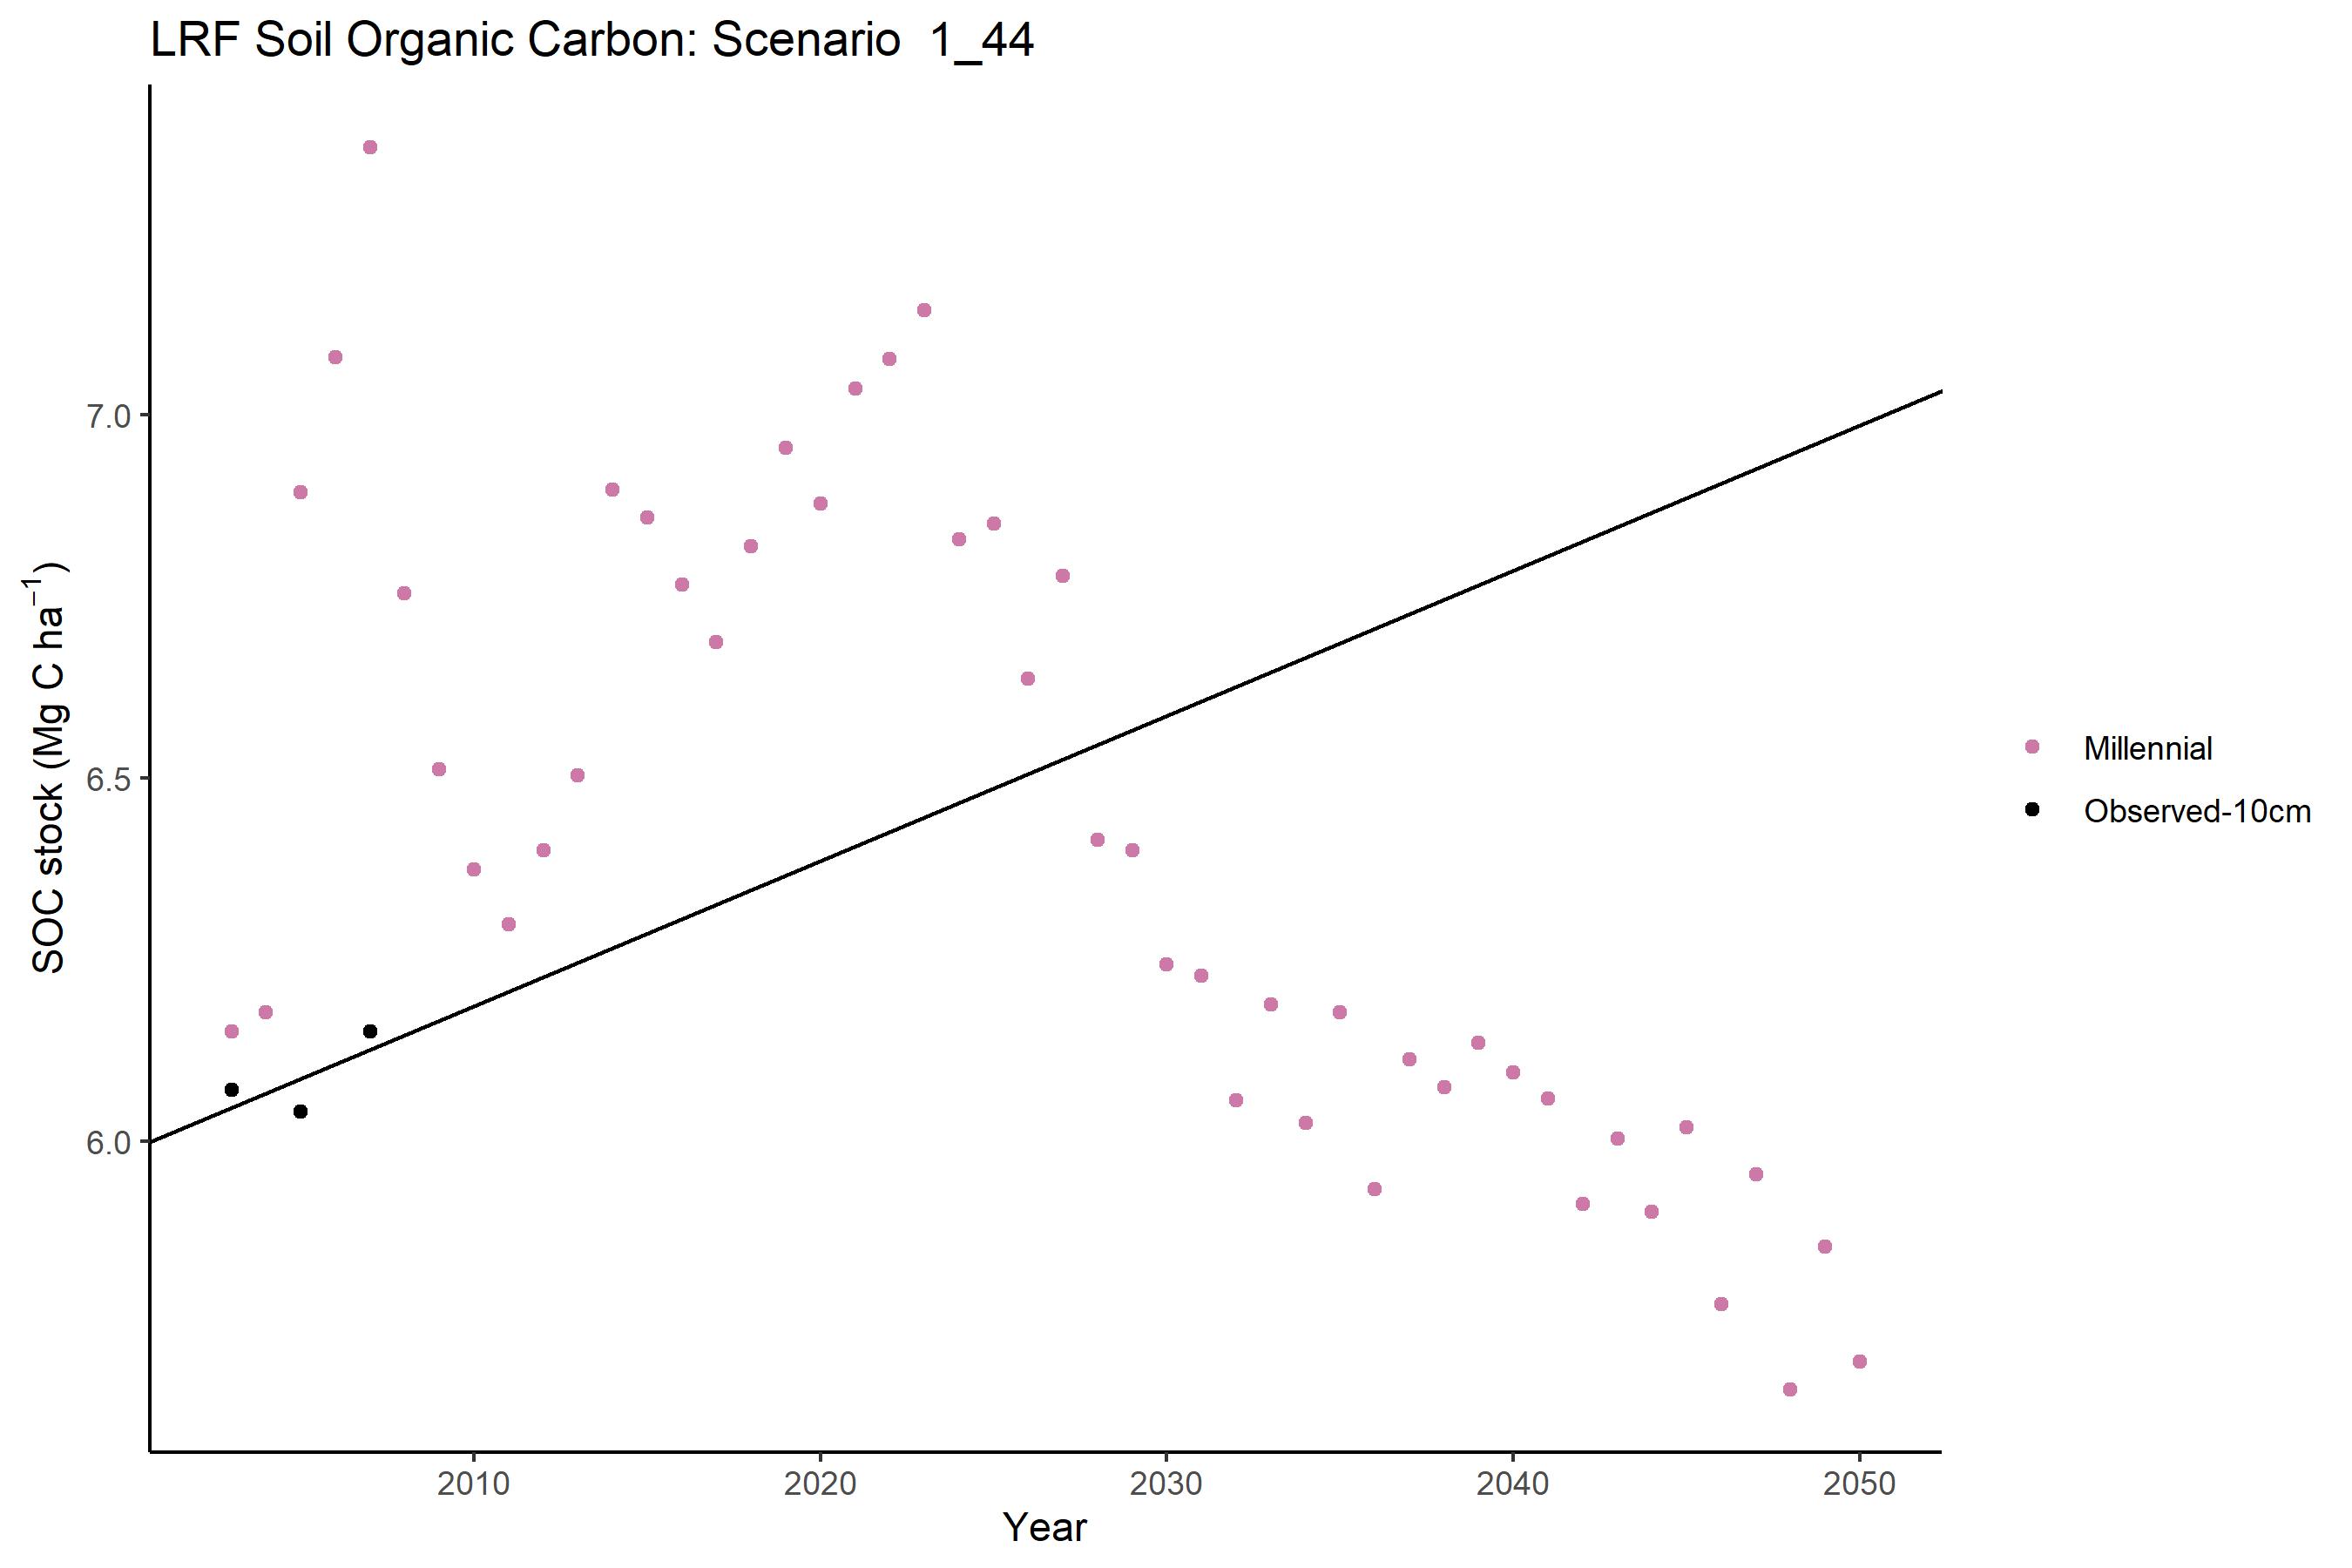 LRF Soil Organic Carbon: Scenario  1_44
SOC stock (Mg C ha⁻¹)
7.0
6.5
6.0
2010
2020
2030
2040
2050
Year
Millennial
Observed-10cm